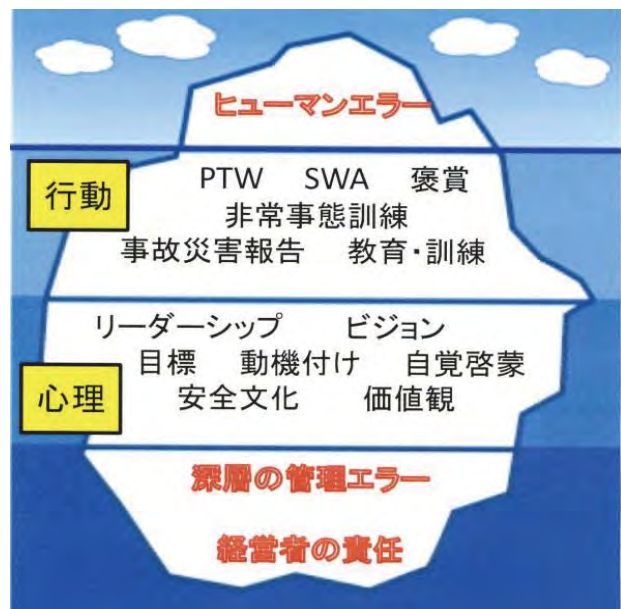 ヒューマンエラー
行動
PTW SWA 褒賞
非常事態訓練
事故災害報告 教育・訓練
リーダーシップ ビジョン
目標 動機付け 自覚啓蒙
心理
安全文化 価値観
深層の管理エラー
経営者の責任